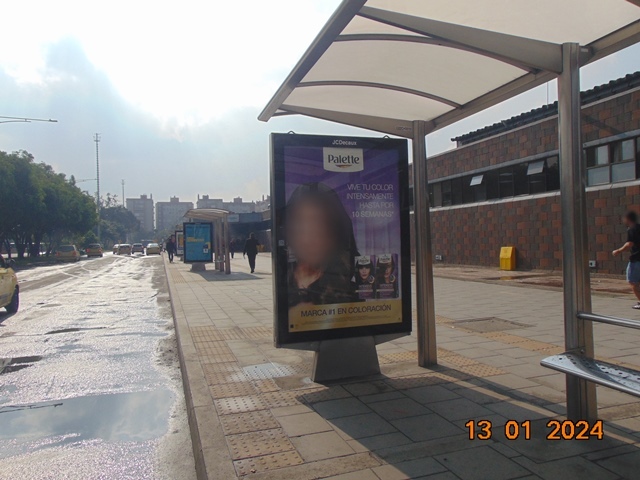 JCDecaux
Palette
VIVE TU COLOR
INTENSAMENTE
HASTA POR
10 SEMANAS*
MARCA #1 EN COLORACIÓN
13 01 2024